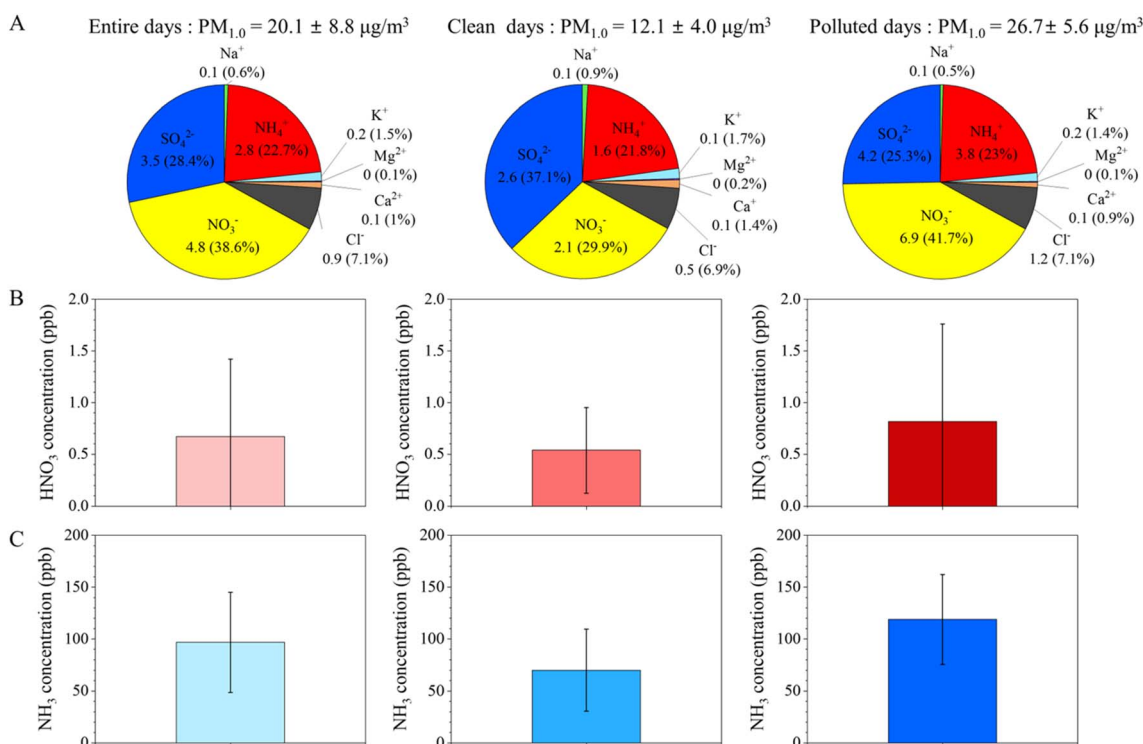 A
Entire days : PM1.0 = 20.1 ± 8.8 μg/m³
Clean days : PM1.0 = 12.1 ± 4.0 μg/m³
Polluted days : PM1.0 = 26.7± 5.6 μg/m³
Na⁺
0.1 (0.6%)
NH₄⁺
2.8 (22.7%)
K⁺
0.2 (1.5%)
Mg²⁺
0 (0.1%)
Ca²⁺
0.1 (1%)
Cl⁻
0.9 (7.1%)
NO₃⁻
4.8 (38.6%)
SO₄²⁻
3.5 (28.4%)
Na⁺
0.1 (0.9%)
NH₄⁺
1.6 (21.8%)
K⁺
0.1 (1.7%)
Mg²⁺
0 (0.2%)
Ca⁺
0.1 (1.4%)
Cl⁻
0.5 (6.9%)
NO₃⁻
2.1 (29.9%)
SO₄²⁻
2.6 (37.1%)
Na⁺
0.1 (0.5%)
NH₄⁺
3.8 (23%)
K⁺
0.2 (1.4%)
Mg²⁺
0 (0.1%)
Ca²⁺
0.1 (0.9%)
Cl⁻
1.2 (7.1%)
NO₃⁻
6.9 (41.7%)
SO₄²⁻
4.2 (25.3%)
B
HNO₃ concentration (ppb)
2.0
1.5
1.0
0.5
0.0
HNO₃ concentration (ppb)
2.0
1.5
1.0
0.5
0.0
HNO₃ concentration (ppb)
2.0
1.5
1.0
0.5
0.0
C
NH₃ concentration (ppb)
200
150
100
50
0
NH₃ concentration (ppb)
200
150
100
50
0
NH₃ concentration (ppb)
200
150
100
50
0